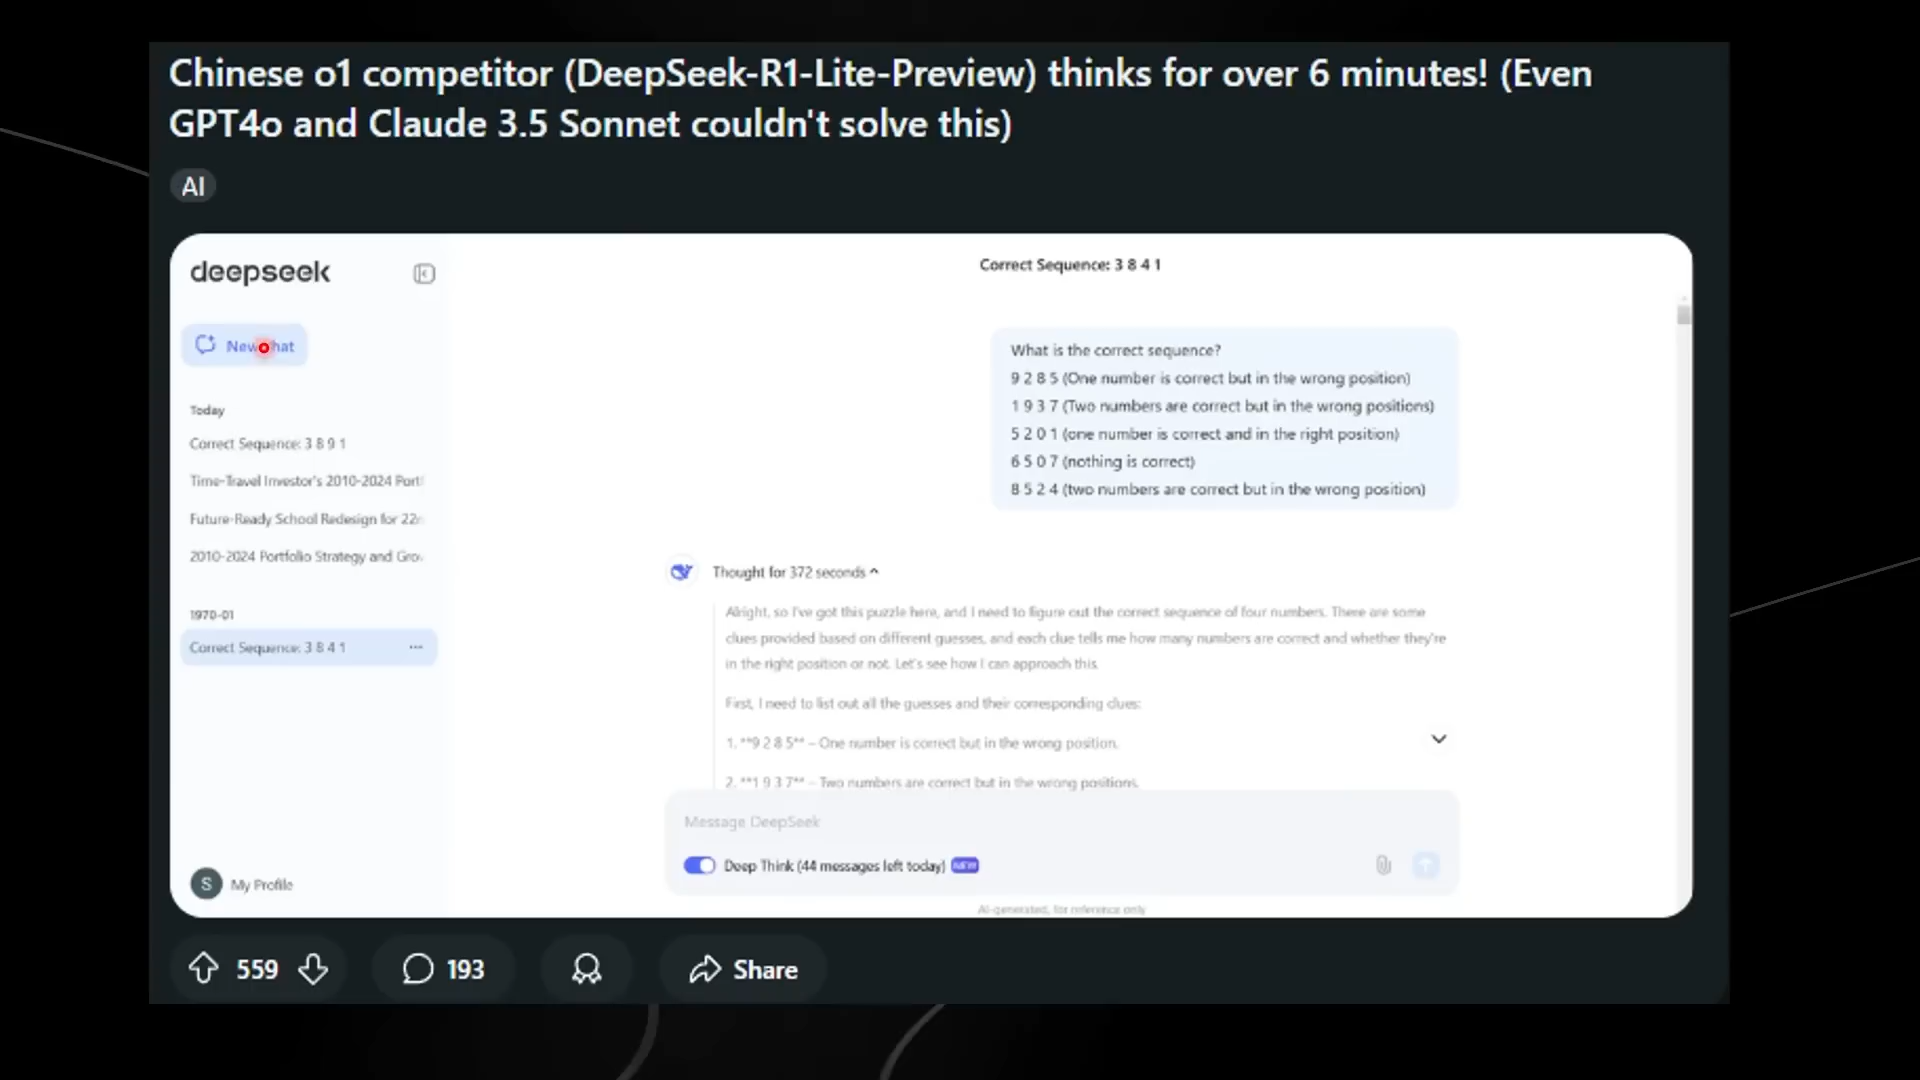 Chinese o1 competitor (DeepSeek-R1-Lite-Preview) thinks for over 6 minutes! (Even
GPT4o and Claude 3.5 Sonnet couldn't solve this)
AI
deepseek
New chat
Today
Correct Sequence: 3 8 9 1
Time-Travel Investor's 2010-2024 Portf
Future-Ready School Redesign for 22n
2010-2024 Portfolio Strategy and Grow
1970-01
Correct Sequence: 3 8 4 1
S My Profile
Correct Sequence: 3 8 4 1
What is the correct sequence?
9 2 8 5 (One number is correct but in the wrong position)
1 9 3 7 (Two numbers are correct but in the wrong positions)
5 2 0 1 (one number is correct and in the right position)
6 5 0 7 (nothing is correct)
8 5 2 4 (two numbers are correct but in the wrong position)
Thought for 372 seconds
Alright, so I've got this puzzle here, and I need to figure out the correct sequence of four numbers. There are some
clues provided based on different guesses, and each clue tells me how many numbers are correct and whether they're
in the right position or not. Let's see how I can approach this.
First, I need to list out all the guesses and their corresponding clues:
1. **9 2 8 5** – One number is correct but in the wrong position.
2. **1 9 3 7** – Two numbers are correct but in the wrong positions.
Message DeepSeek
Deep Think (44 messages left today) NEW
AI-generated, for reference only
559
193
Share